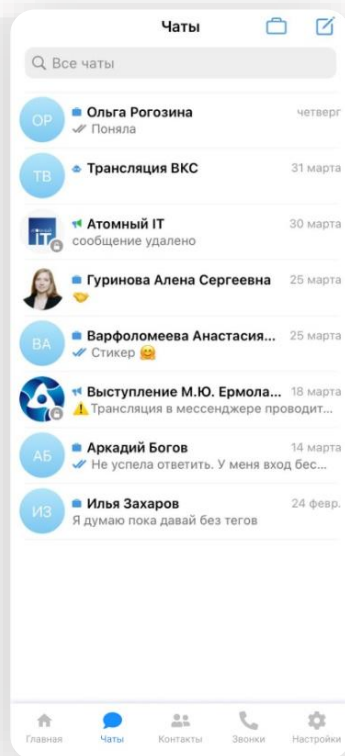 Чаты
Все чаты
ОР
Ольга Рогозина
четверг
Поняла
ТВ
Трансляция ВКС
31 марта
IT
Атомный IT
30 марта
сообщение удалено
Гуринова Алена Сергеевна
25 марта
ВА
Варфоломеева Анастасия...
25 марта
Стикер
Выступление М.Ю. Ермола...
18 марта
Трансляция в мессенджере проводит...
АБ
Аркадий Богов
14 марта
Не успела ответить. У меня вход бес...
ИЗ
Илья Захаров
24 февр.
Я думаю пока давай без тегов
Главная
Чаты
Контакты
Звонки
Настройки